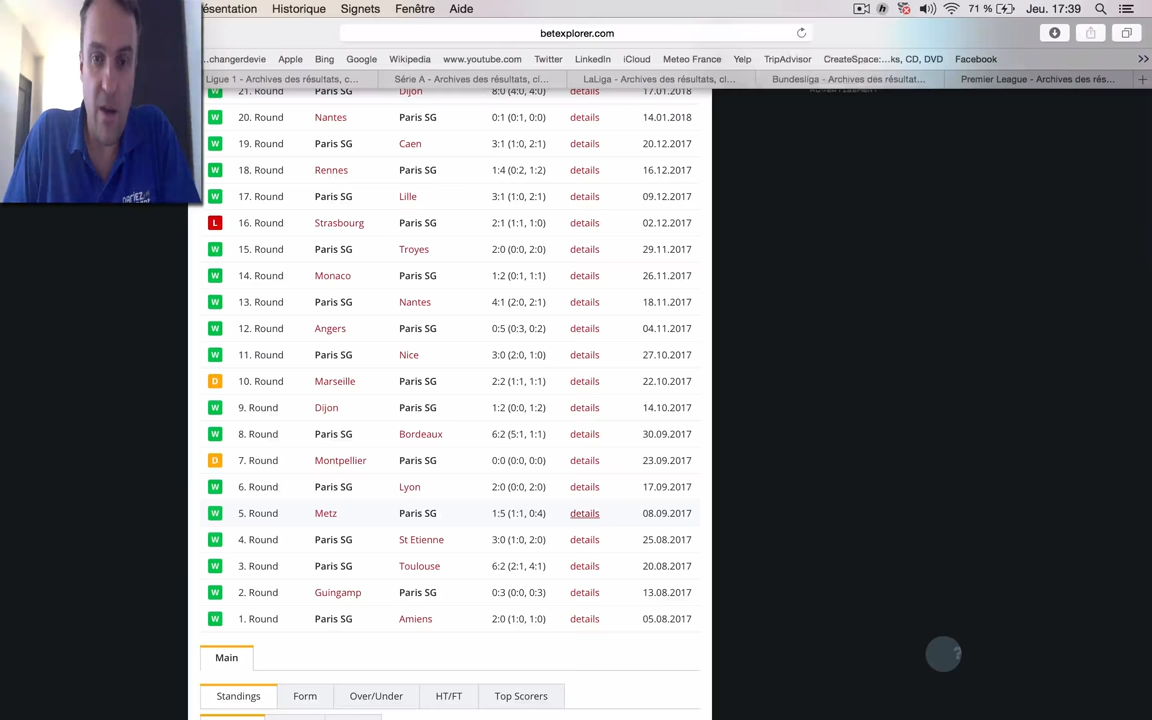 ésentation Historique Signets Fenêtre Aide 71 % Jeu. 17:39
betexplorer.com
..changerdevie Apple Bing Google Wikipedia www.youtube.com Twitter LinkedIn iCloud Meteo France Yelp TripAdvisor CreateSpace:...ks, CD, DVD Facebook
Ligue 1 - Archives des résultats, c... Série A - Archives des résultats, cl... LaLiga - Archives des résultats, cl... Bundesliga - Archives des résultat... Premier League - Archives des rés...
ADVERTISEMENT
21. Round Paris SG Dijon 8:0 (4:0, 4:0) details 17.01.2018
W 20. Round Nantes Paris SG 0:1 (0:1, 0:0) details 14.01.2018
W 19. Round Paris SG Caen 3:1 (1:0, 2:1) details 20.12.2017
W 18. Round Rennes Paris SG 1:4 (0:2, 1:2) details 16.12.2017
W 17. Round Paris SG Lille 3:1 (1:0, 2:1) details 09.12.2017
L 16. Round Strasbourg Paris SG 2:1 (1:1, 1:0) details 02.12.2017
W 15. Round Paris SG Troyes 2:0 (0:0, 2:0) details 29.11.2017
W 14. Round Monaco Paris SG 1:2 (0:1, 1:1) details 26.11.2017
W 13. Round Paris SG Nantes 4:1 (2:0, 2:1) details 18.11.2017
W 12. Round Angers Paris SG 0:5 (0:3, 0:2) details 04.11.2017
W 11. Round Paris SG Nice 3:0 (2:0, 1:0) details 27.10.2017
D 10. Round Marseille Paris SG 2:2 (1:1, 1:1) details 22.10.2017
W 9. Round Dijon Paris SG 1:2 (0:0, 1:2) details 14.10.2017
W 8. Round Paris SG Bordeaux 6:2 (5:1, 1:1) details 30.09.2017
D 7. Round Montpellier Paris SG 0:0 (0:0, 0:0) details 23.09.2017
W 6. Round Paris SG Lyon 2:0 (0:0, 2:0) details 17.09.2017
W 5. Round Metz Paris SG 1:5 (1:1, 0:4) details 08.09.2017
W 4. Round Paris SG St Etienne 3:0 (1:0, 2:0) details 25.08.2017
W 3. Round Paris SG Toulouse 6:2 (2:1, 4:1) details 20.08.2017
W 2. Round Guingamp Paris SG 0:3 (0:0, 0:3) details 13.08.2017
W 1. Round Paris SG Amiens 2:0 (1:0, 1:0) details 05.08.2017
Main
Standings Form Over/Under HT/FT Top Scorers